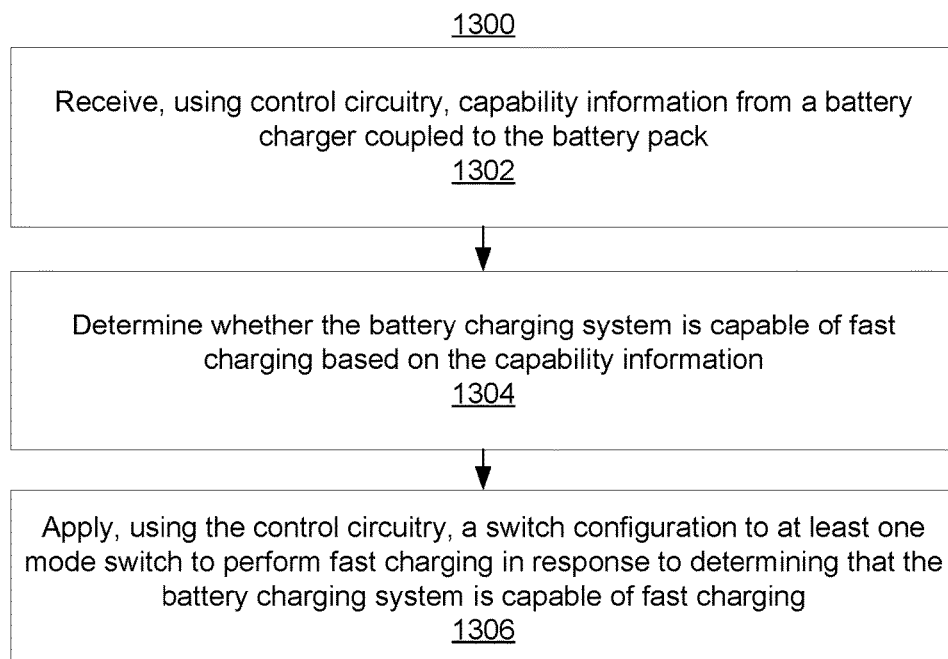 1300
Receive, using control circuitry, capability information from a battery
charger coupled to the battery pack
1302
Determine whether the battery charging system is capable of fast
charging based on the capability information
1304
Apply, using the control circuitry, a switch configuration to at least one
mode switch to perform fast charging in response to determining that the
battery charging system is capable of fast charging
1306